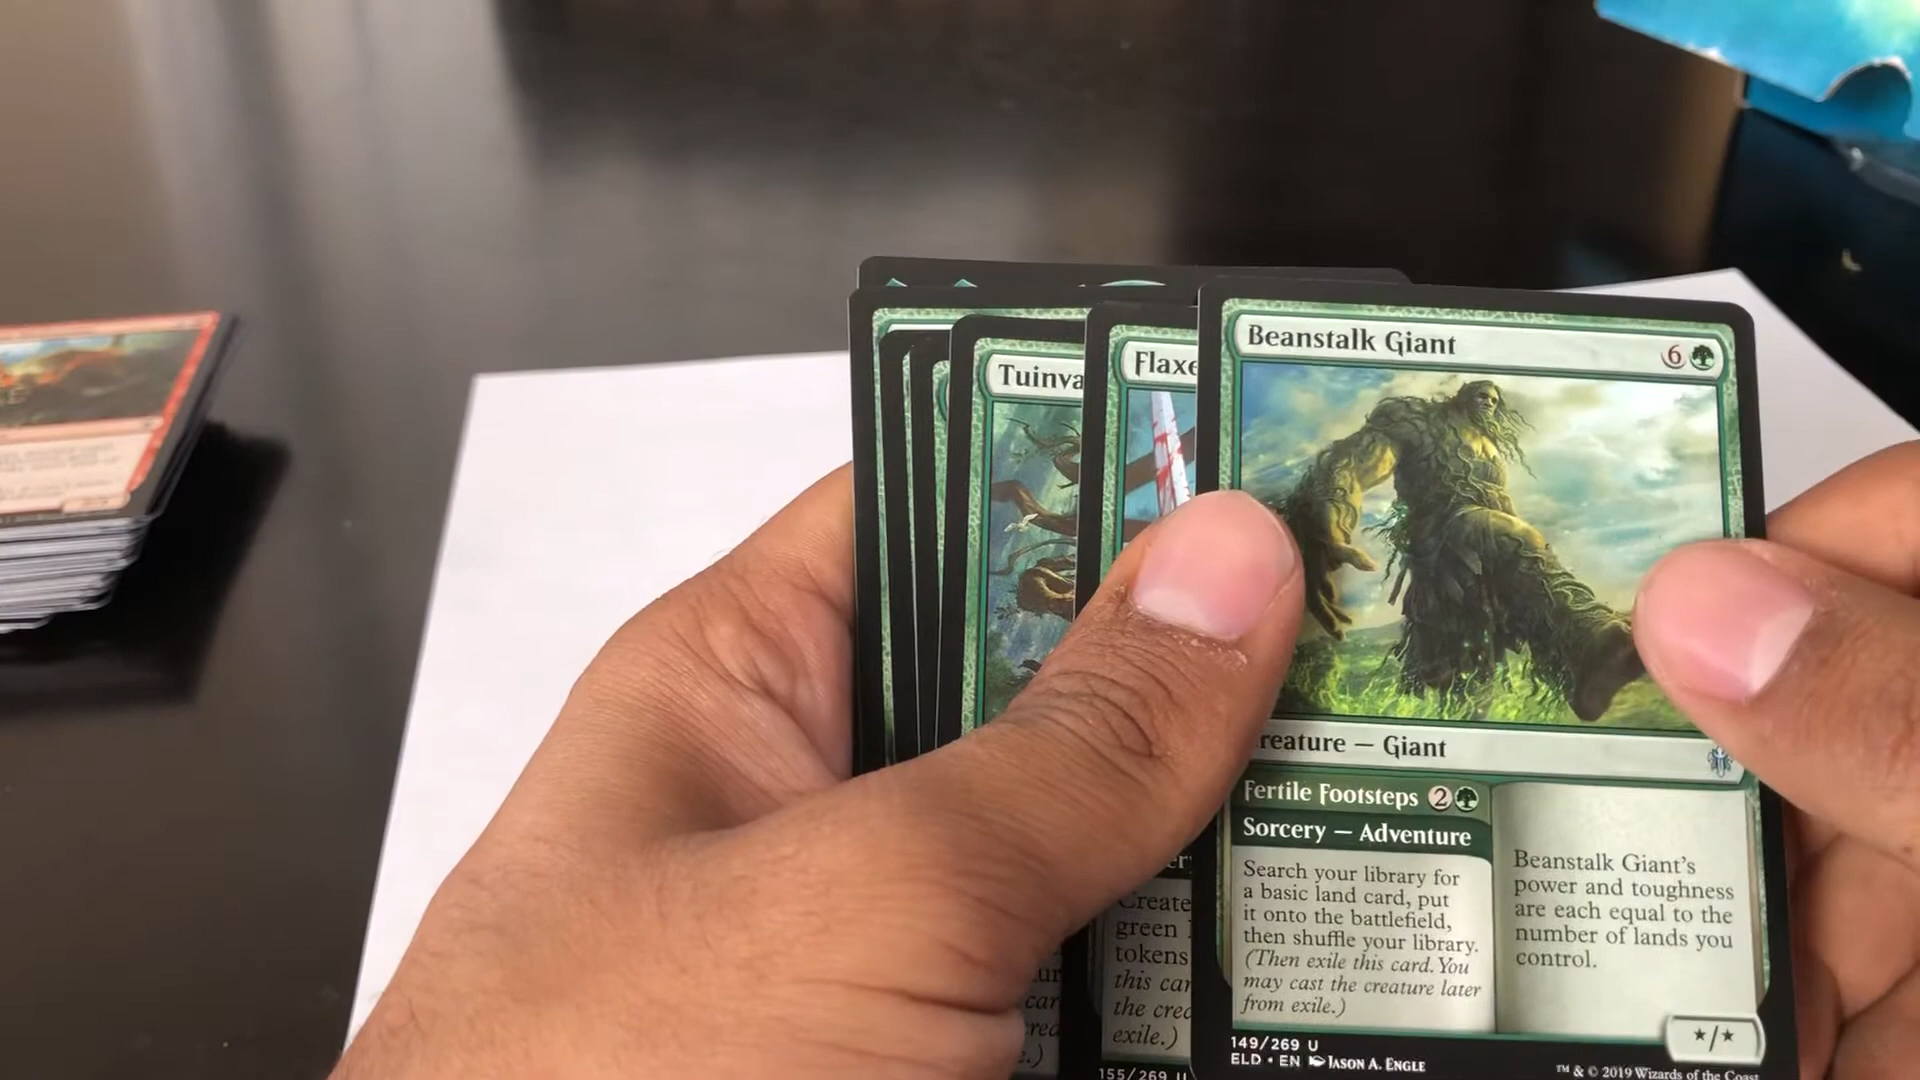 Beanstalk Giant
6
Creature — Giant
Fertile Footsteps 2
Sorcery — Adventure
Search your library for
a basic land card, put
it onto the battlefield,
then shuffle your library.
(Then exile this card. You
may cast the creature later
from exile.)
Beanstalk Giant's
power and toughness
are each equal to the
number of lands you
control.
*/*
149/269 U
ELD • EN Jason A. Engle
™ & © 2019 Wizards of the Coast
Flaxe
Create
green
tokens
this car
the crea
exile.)
155/269 U
Tuinva